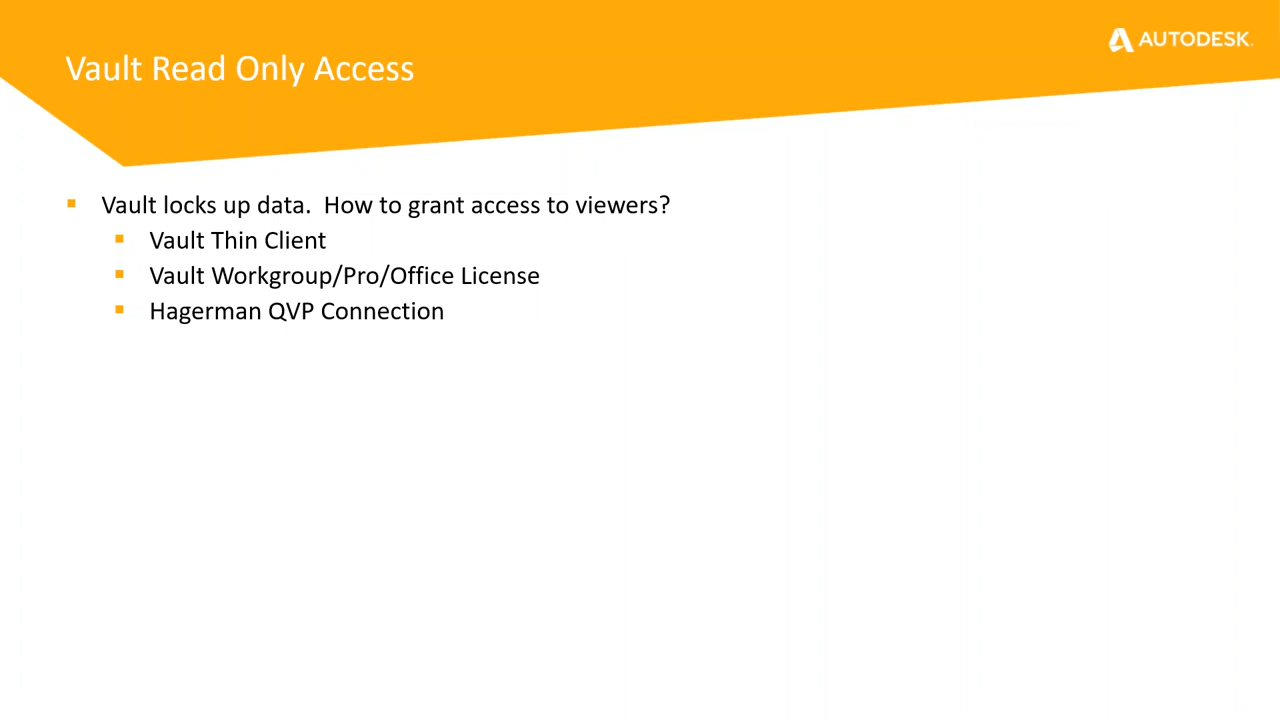 Vault Read Only Access
AUTODESK.
Vault locks up data.  How to grant access to viewers?
Vault Thin Client
Vault Workgroup/Pro/Office License
Hagerman QVP Connection